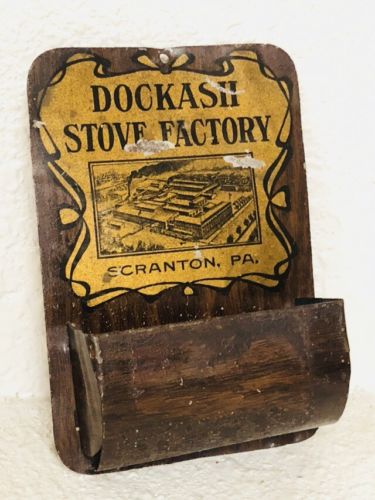 DOCKASH
STOVE FACTORY
SCRANTON, PA.